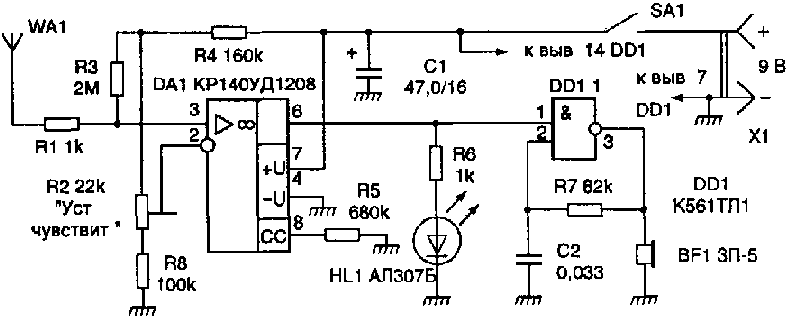 WA1
SA1
R4 160k
+
к выв 14 DD1
+
R3
2M
DA1 КР140УД1208
C1
47,0/16
DD1 1
к выв 7
DD1
9 В
−
X1
3
∞
6
1
&
2
3
R1 1k
2
7
+U
4
−U
R6
1k
R2 22k
"Уст
чувствит "
R5
680k
R7 82k
DD1
К561ТЛ1
8
CC
R8
100k
HL1 АЛ307Б
C2
0,033
BF1 ЗП-5